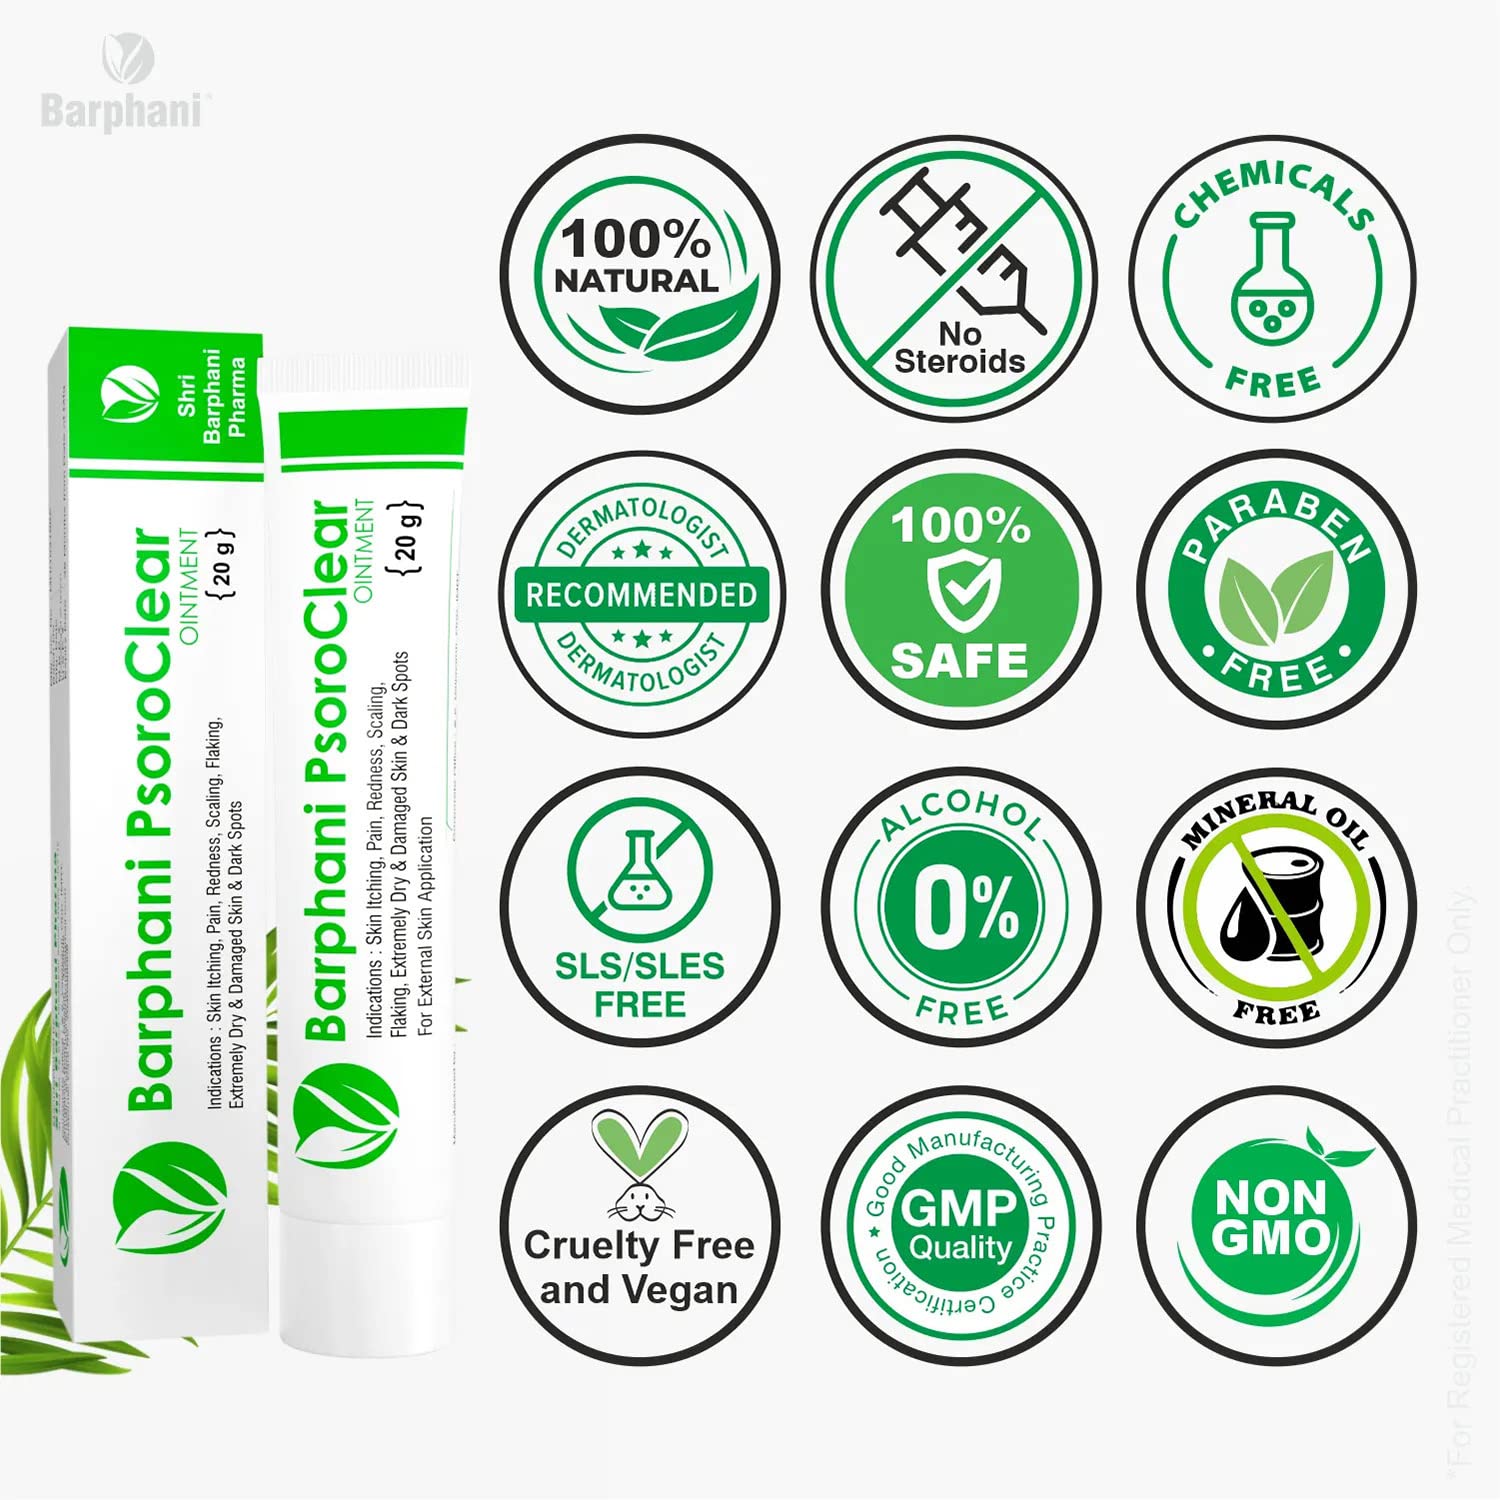 Barphani
100%
NATURAL
No
Steroids
CHEMICALS
FREE
DERMATOLOGIST
RECOMMENDED
DERMATOLOGIST
100%
SAFE
PARABEN
FREE
SLS/SLES
FREE
ALCOHOL
0%
FREE
MINERAL OIL
FREE
Cruelty Free
and Vegan
Good Manufacturing Practice Certification
GMP
Quality
NON
GMO
Shri
Barphani
Pharma
Barphani PsoroClear
OINTMENT
{20 g}
Indications : Skin Itching, Pain, Redness, Scaling, Flaking,
Extremely Dry & Damaged Skin & Dark Spots
Barphani PsoroClear
OINTMENT
{20 g}
Indications : Skin Itching, Pain, Redness, Scaling,
Flaking, Extremely Dry & Damaged Skin & Dark Spots
For External Skin Application
*For Registered Medical Practitioner Only.